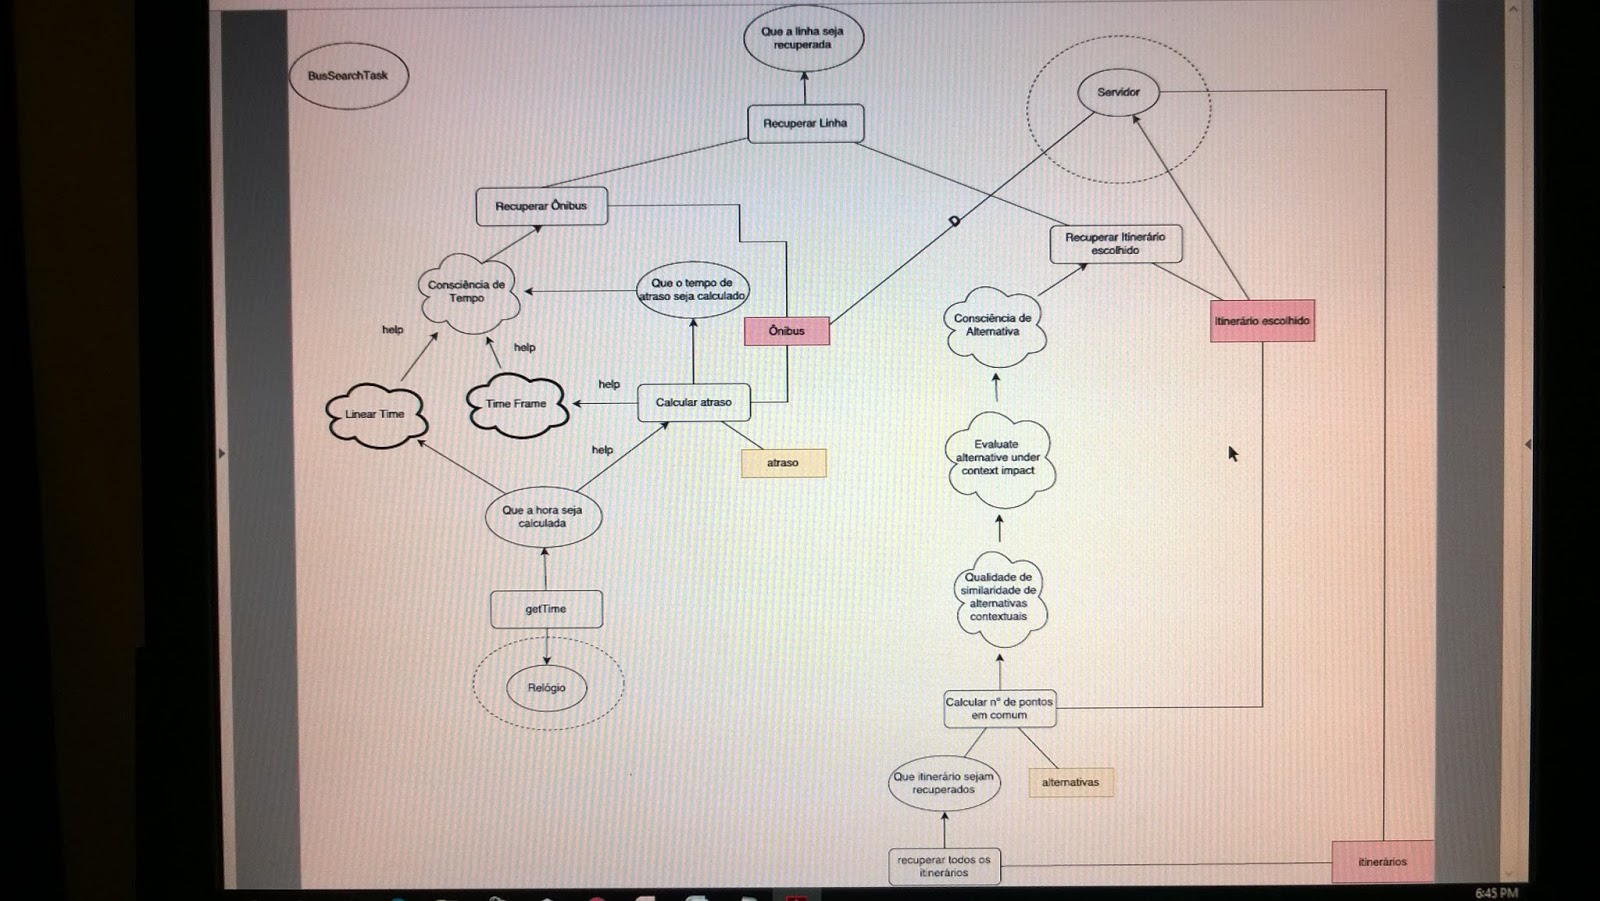 BusSearchTask
Que a linha seja
recuperada
Servidor
Recuperar Linha
Recuperar Ônibus
D
Recuperar Itinerário
escolhido
Consciência de
Tempo
Que o tempo de
atraso seja calculado
Consciência de
Alternativa
Itinerário escolhido
Ônibus
help
help
help
Linear Time
Time Frame
Calcular atraso
help
atraso
Evaluate
alternative under
context impact
Que a hora seja
calculada
Qualidade de
similaridade de
alternativas
contextuais
getTime
Relógio
Calcular n° de pontos
em comum
Que itinerário sejam
recuperados
alternativas
recuperar todos os
itinerários
itinerários
6:45 PM